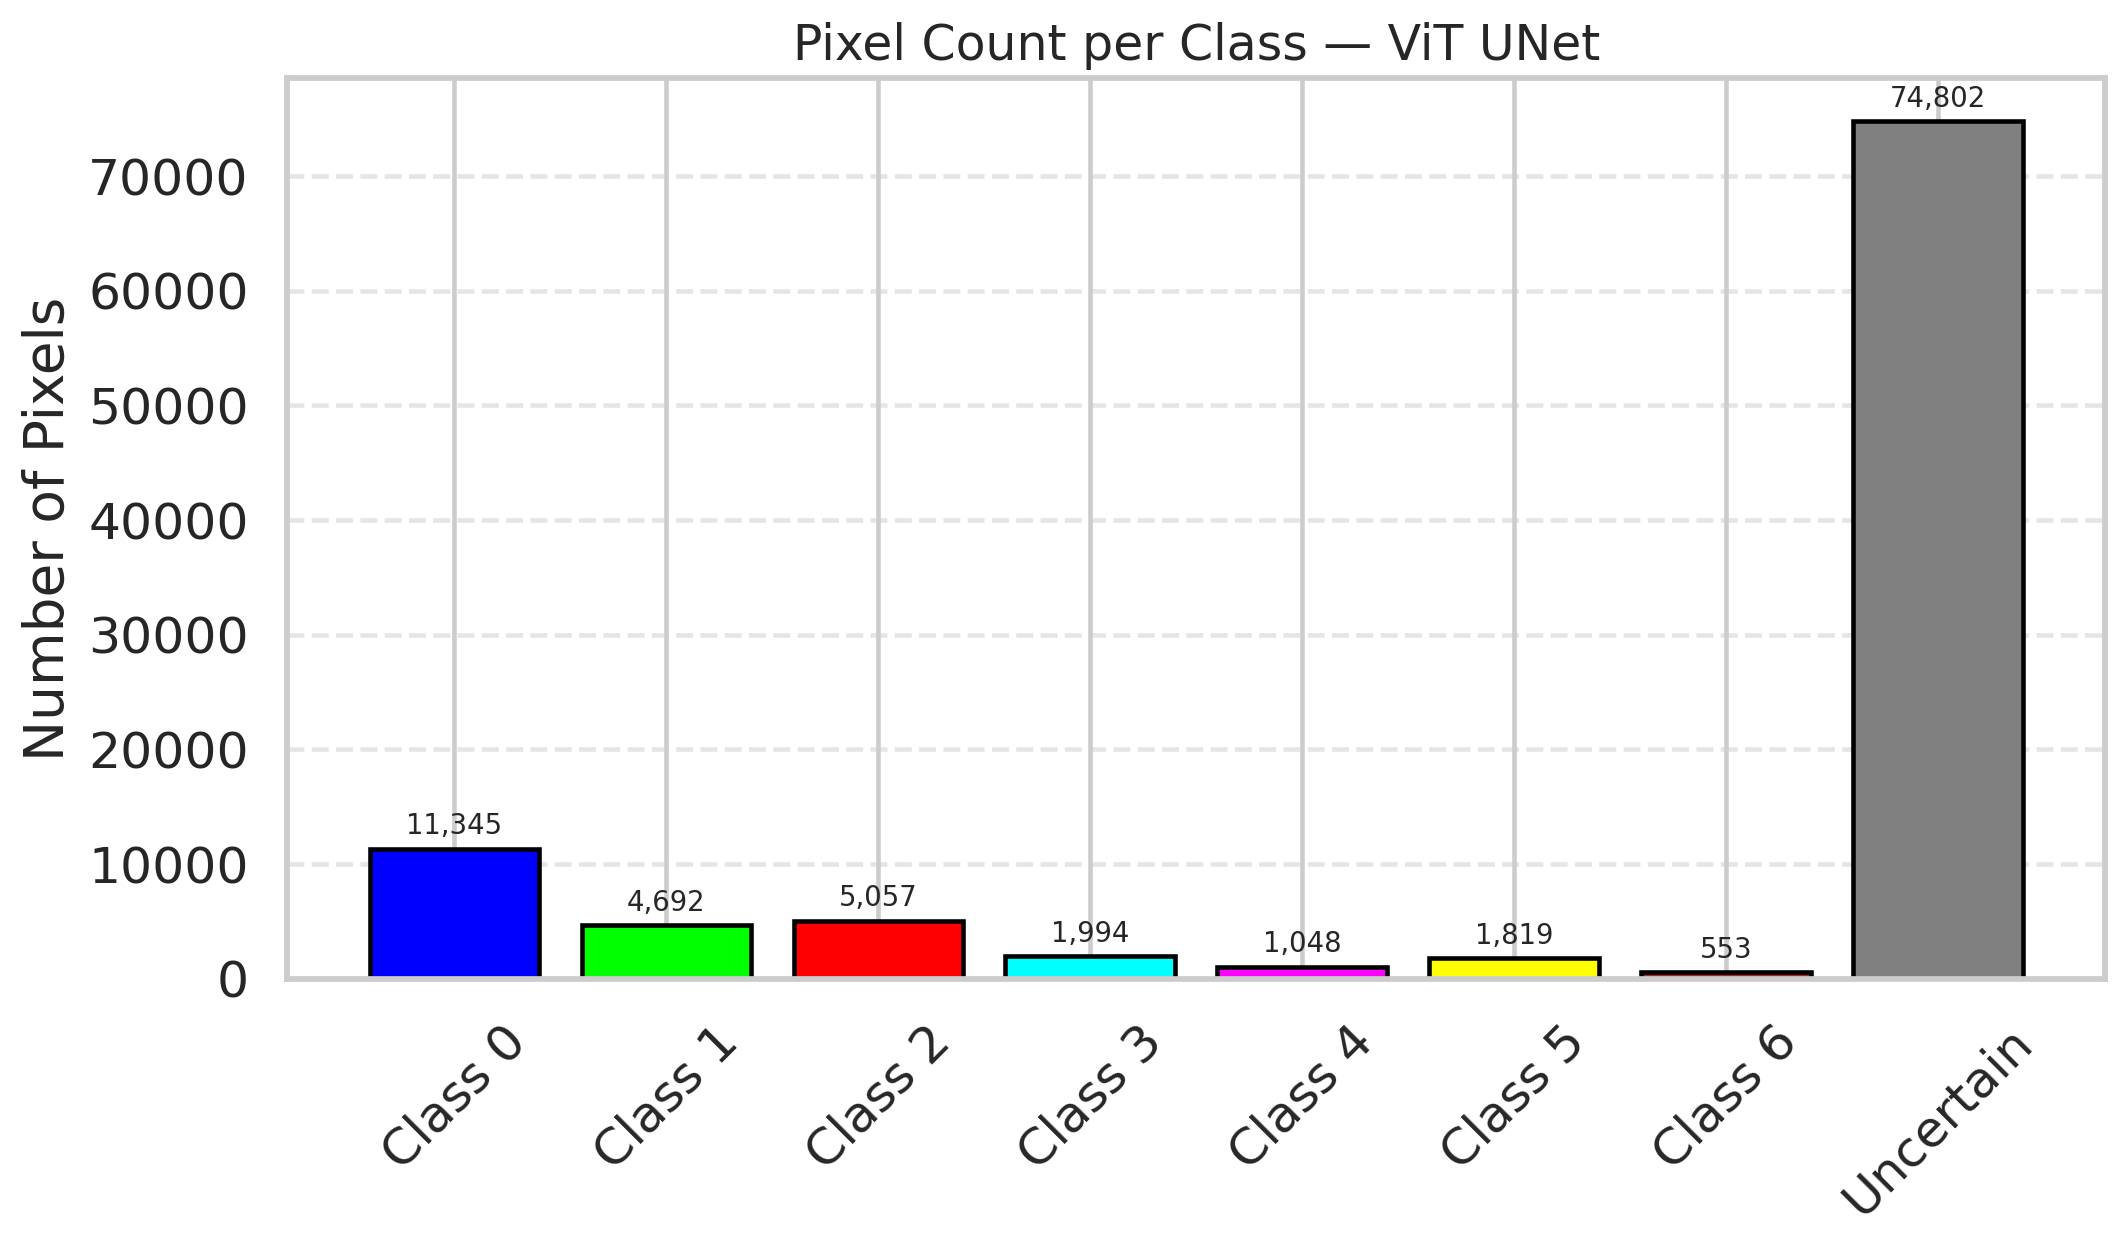 Pixel Count per Class — ViT UNet
Number of Pixels
70000
60000
50000
40000
30000
20000
10000
0
11,345
4,692
5,057
1,994
1,048
1,819
553
74,802
Class 0
Class 1
Class 2
Class 3
Class 4
Class 5
Class 6
Uncertain